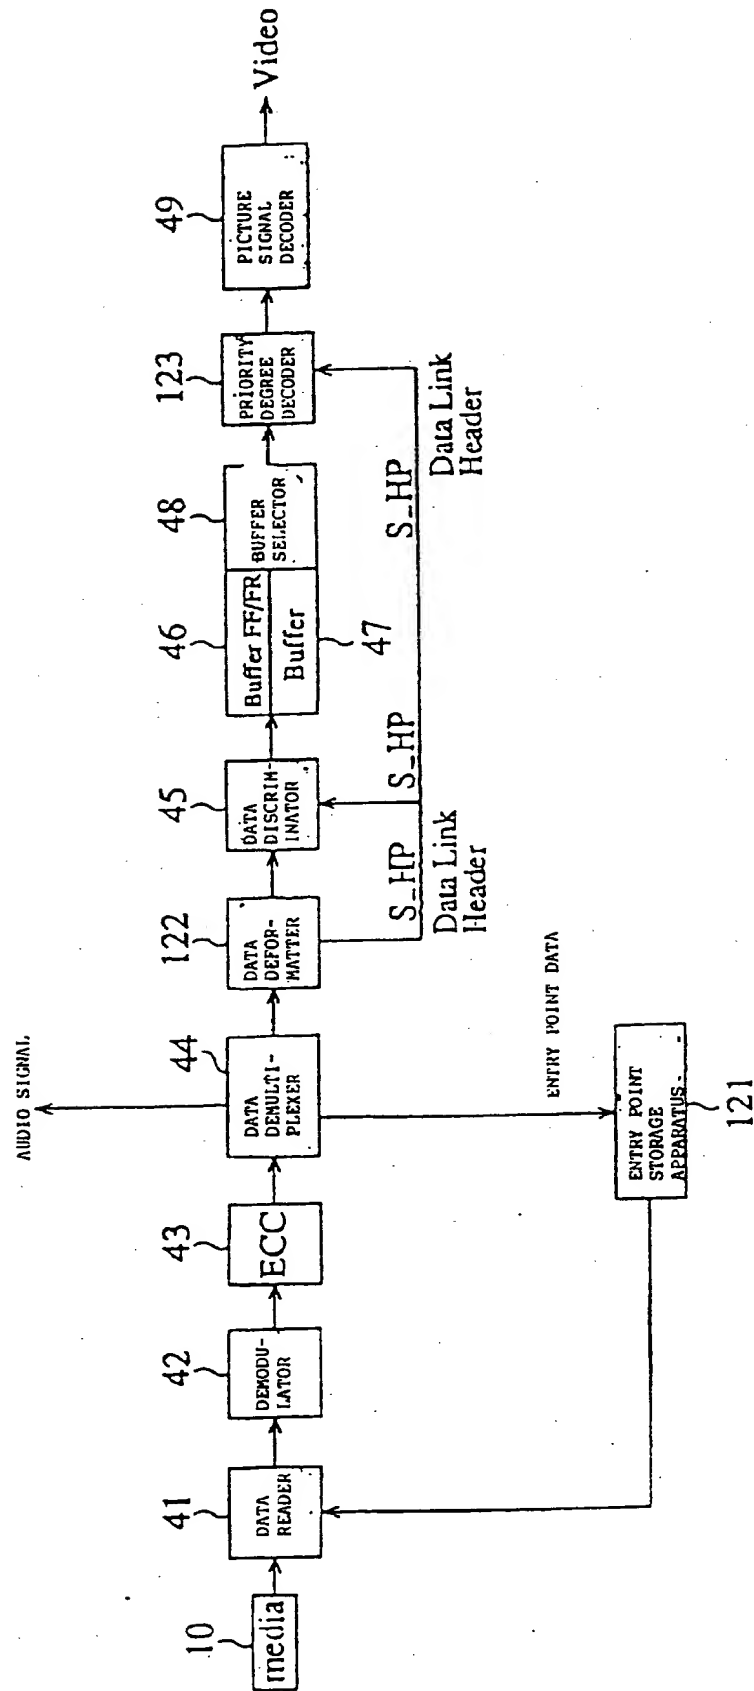 10
media
41
DATA
READER
42
DEMODU-
LATOR
43
ECC
44
DATA
DEMULTI-
PLEXER
AUDIO SIGNAL
ENTRY POINT DATA
ENTRY POINT
STORAGE
APPARATUS
121
122
DATA
DEFOR-
MATTER
S_HP
Data Link
Header
45
DATA
DISCRIM-
INATOR
S_HP
46
Buffer FF/FR
Buffer
47
48
BUFFER
SELECTOR
S_HP
Data Link
Header
123
PRIORITY
DEGREE
DECODER
49
PICTURE
SIGNAL
DECODER
Video